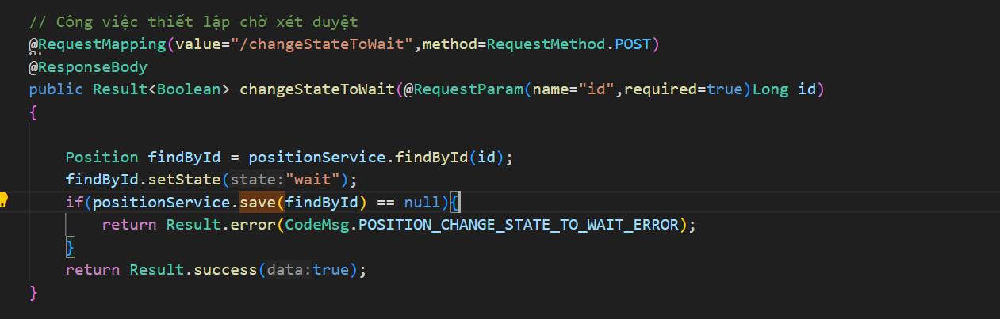 // Công việc thiết lập chờ xét duyệt
@RequestMapping(value="/changeStateToWait",method=RequestMethod.POST)
@ResponseBody
public Result<Boolean> changeStateToWait(@RequestParam(name="id",required=true)Long id)
{
Position findById = positionService.findById(id);
findById.setState(state:"wait");
if(positionService.save(findById) == null){
return Result.error(CodeMsg.POSITION_CHANGE_STATE_TO_WAIT_ERROR);
}
return Result.success(data:true);
}